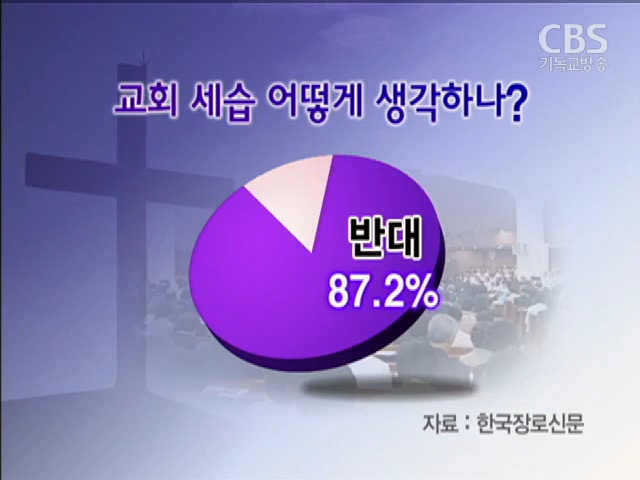 CBS
기독교방송
교회 세습 어떻게 생각하나?
반대
87.2%
자료 : 한국장로신문